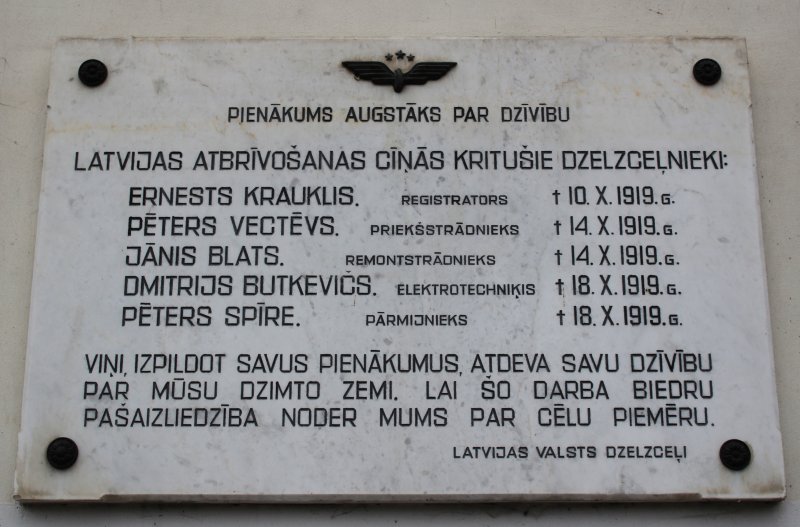 PIENĀKUMS AUGSTĀKS PAR DZĪVĪBU
LATVIJAS ATBRĪVOŠANAS CĪŅĀS KRITUŠIE DZELZCEĻNIEKI:
ERNESTS KRAUKLIS. REGISTRATORS † 10. X. 1919. G.
PĒTERS VECTĒVS. PRIEKŠSTRĀDNIEKS † 14. X. 1919. G.
JĀNIS BLATS. REMONTSTRĀDNIEKS † 14. X. 1919. G.
DMITRIJS BUTKEVIČS. ELEKTROTECHNIĶIS † 18. X. 1919. G.
PĒTERS SPĪRE. PĀRMIJNIEKS † 18. X. 1919. G.
VIŅI, IZPILDOT SAVUS PIENĀKUMUS, ATDEVA SAVU DZĪVĪBU
PAR MŪSU DZIMTO ZEMI. LAI ŠO DARBA BIEDRU
PAŠAIZLIEDZĪBA NODER MUMS PAR CĒLU PIEMĒRU.
LATVIJAS VALSTS DZELZCEĻI